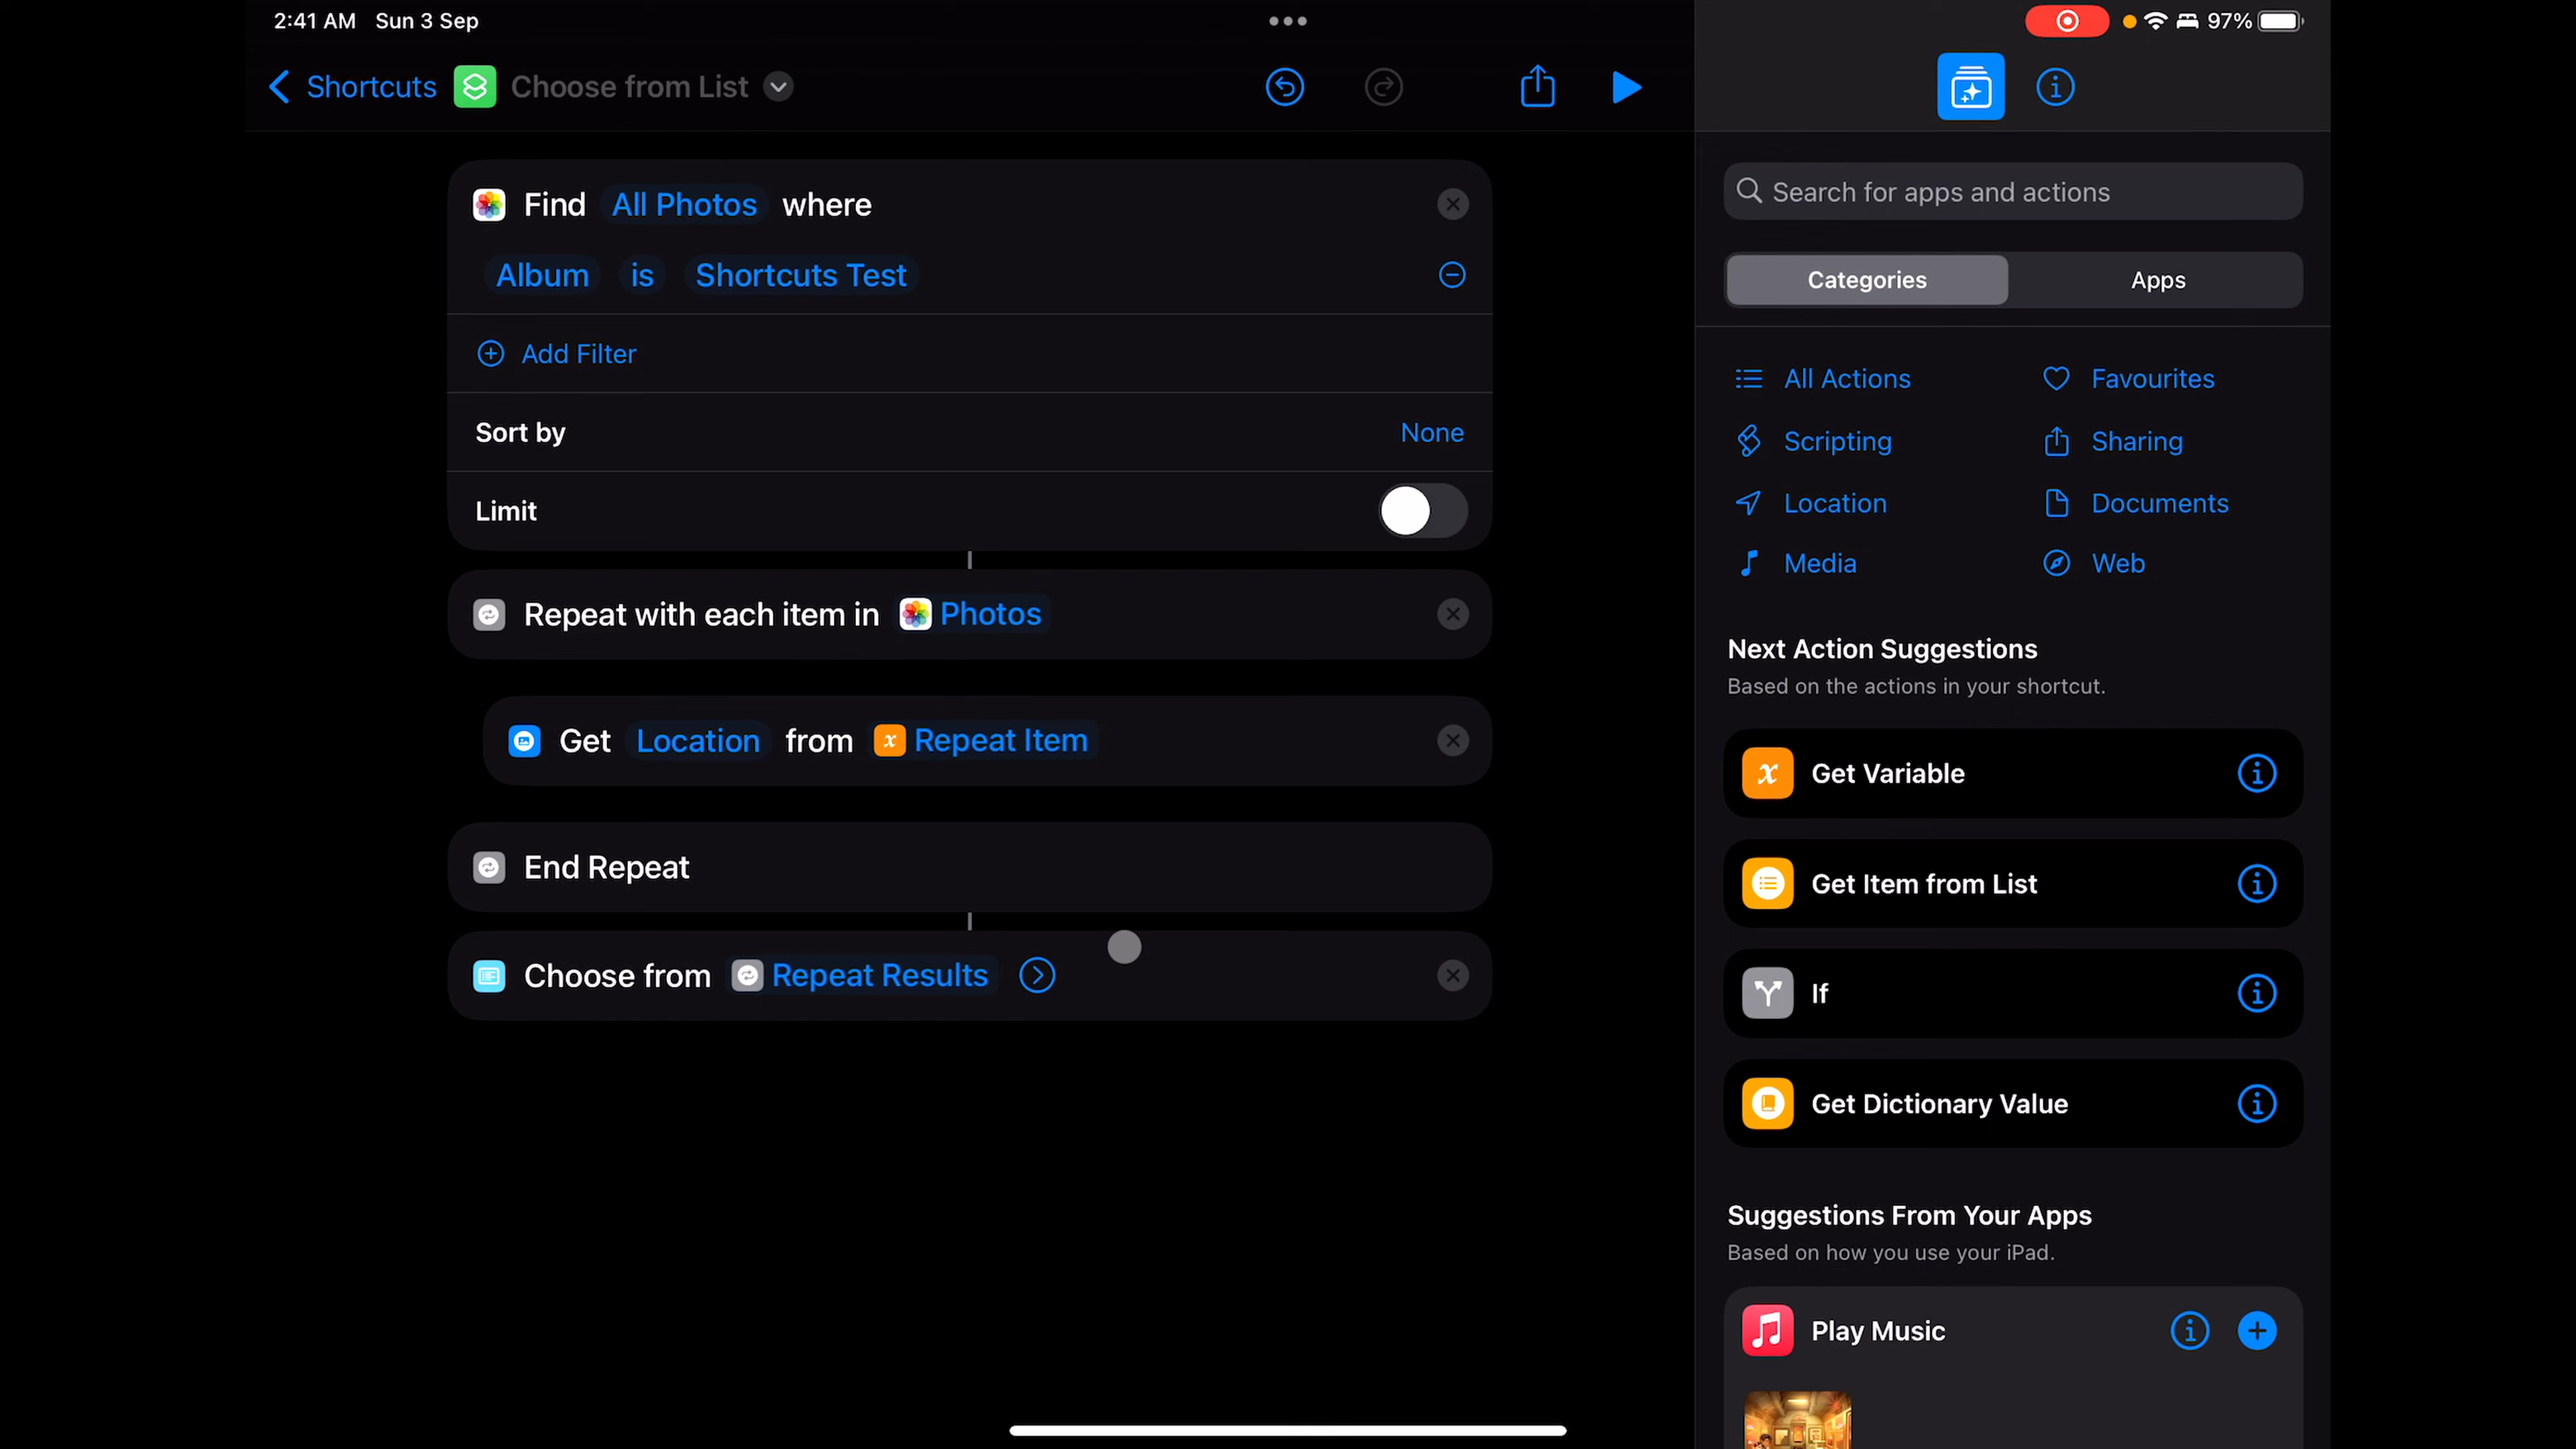 2:41 AM Sun 3 Sep
97%
Shortcuts Choose from List
Find All Photos where
Album is Shortcuts Test
Add Filter
Sort by None
Limit
Repeat with each item in Photos
Get Location from x Repeat Item
End Repeat
Choose from Repeat Results
Search for apps and actions
Categories Apps
All Actions Favourites
Scripting Sharing
Location Documents
Media Web
Next Action Suggestions
Based on the actions in your shortcut.
x Get Variable
Get Item from List
If
Get Dictionary Value
Suggestions From Your Apps
Based on how you use your iPad.
Play Music